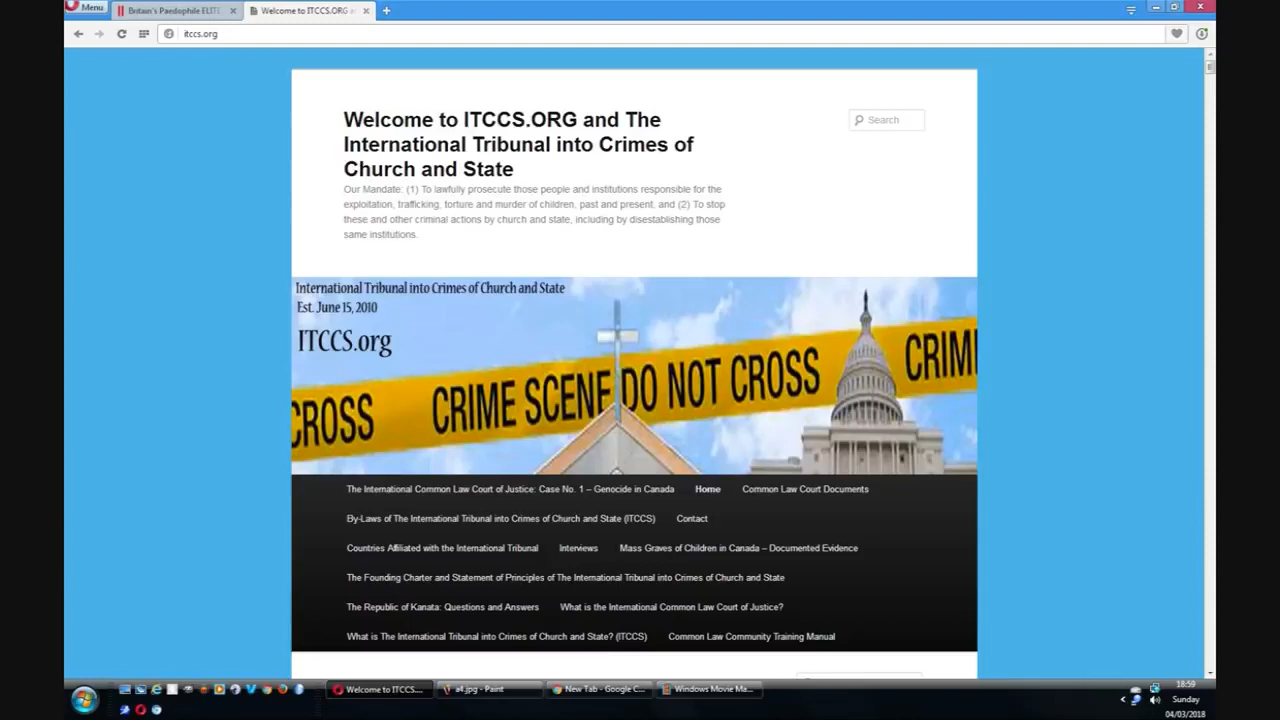 Menu
Britain's Paedophile ELITE
Welcome to ITCCS.ORG a
itccs.org
Welcome to ITCCS.ORG and The
International Tribunal into Crimes of
Church and State
Search
Our Mandate: (1) To lawfully prosecute those people and institutions responsible for the
exploitation, trafficking, torture and murder of children, past and present, and (2) To stop
these and other criminal actions by church and state, including by disestablishing those
same institutions.
International Tribunal into Crimes of Church and State
Est. June 15, 2010
ITCCS.org
CROSS CRIME SCENE DO NOT CROSS CRIM
The International Common Law Court of Justice: Case No. 1 – Genocide in Canada Home Common Law Court Documents
By-Laws of The International Tribunal into Crimes of Church and State (ITCCS) Contact
Countries Affiliated with the International Tribunal Interviews Mass Graves of Children in Canada – Documented Evidence
The Founding Charter and Statement of Principles of The International Tribunal into Crimes of Church and State
The Republic of Kanata: Questions and Answers What is the International Common Law Court of Justice?
What is The International Tribunal into Crimes of Church and State? (ITCCS) Common Law Community Training Manual
Welcome to ITCCS....
a4.jpg - Paint
New Tab - Google C...
Windows Movie Ma...
18:59
Sunday
04/03/2018